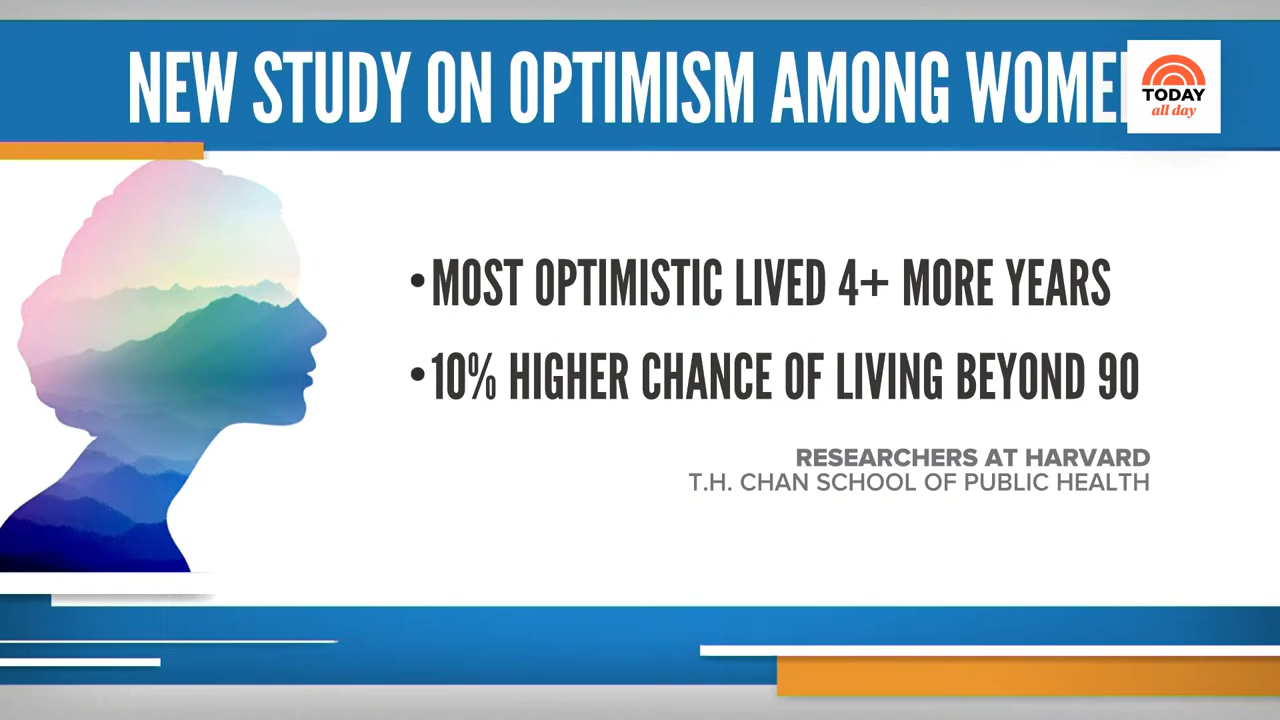 NEW STUDY ON OPTIMISM AMONG
TODAY
all day
•MOST OPTIMISTIC LIVED 4+ MORE YEARS
•10% HIGHER CHANCE OF LIVING BEYOND 90
RESEARCHERS AT HARVARD
T.H. CHAN SCHOOL OF PUBLIC HEALTH